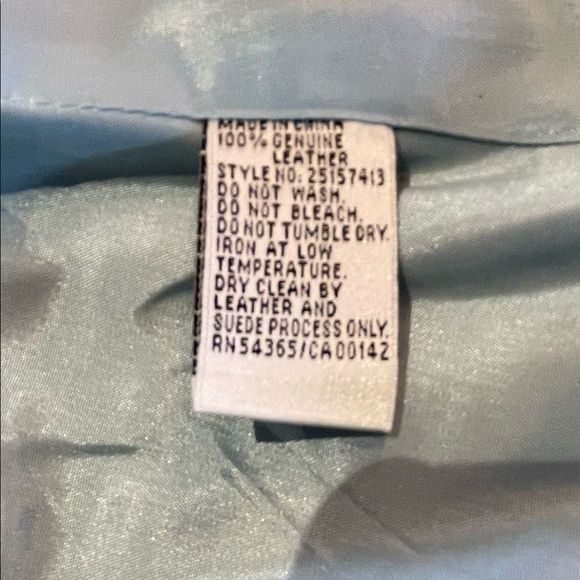 MADE IN CHINA
100% GENUINE
LEATHER
STYLE NO: 25157413
DO NOT WASH.
DO NOT BLEACH.
DO NOT TUMBLE DRY.
IRON AT LOW
TEMPERATURE.
DRY CLEAN BY
LEATHER AND
SUEDE PROCESS ONLY.
RN54365/CA00142